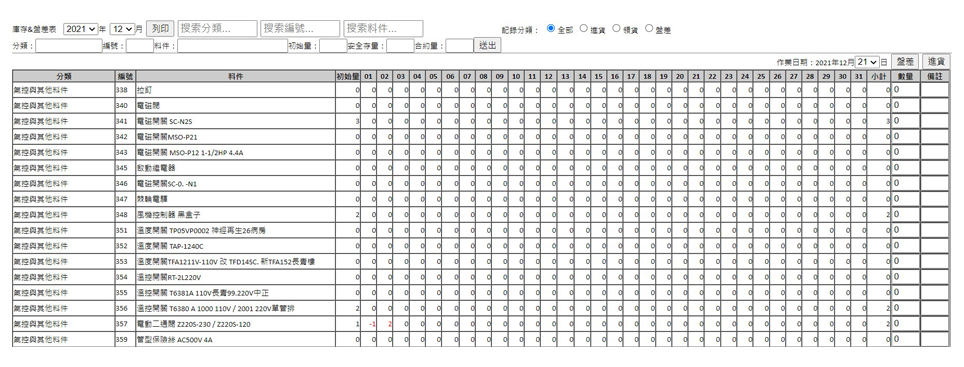 庫存&盤差表 2021 年 12 月 列印 搜索分類... 搜索編號... 搜索料件... 記錄分類： 全部 進貨 領貨 盤差
分類： 編號： 料件： 初始量： 安全存量： 合約量： 送出
作業日期：2021年12月 21 日 盤差 進貨
分類 編號 料件 初始量 01 02 03 04 05 06 07 08 09 10 11 12 13 14 15 16 17 18 19 20 21 22 23 24 25 26 27 28 29 30 31 小計 數量 備註
氣控與其他料件 338 拉釘 0 0 0 0 0 0 0 0 0 0 0 0 0 0 0 0 0 0 0 0 0 0 0 0 0 0 0 0 0 0 0 0 0 0
氣控與其他料件 340 電磁閥 0 0 0 0 0 0 0 0 0 0 0 0 0 0 0 0 0 0 0 0 0 0 0 0 0 0 0 0 0 0 0 0 0 0
氣控與其他料件 341 電磁開關 SC-N2S 3 0 0 0 0 0 0 0 0 0 0 0 0 0 0 0 0 0 0 0 0 0 0 0 0 0 0 0 0 0 0 0 3 0
氣控與其他料件 342 電磁開關MSO-P21 0 0 0 0 0 0 0 0 0 0 0 0 0 0 0 0 0 0 0 0 0 0 0 0 0 0 0 0 0 0 0 0 0 0
氣控與其他料件 343 電磁開關 MSO-P12 1-1/2HP 4.4A 0 0 0 0 0 0 0 0 0 0 0 0 0 0 0 0 0 0 0 0 0 0 0 0 0 0 0 0 0 0 0 0 0 0
氣控與其他料件 345 啟動繼電器 0 0 0 0 0 0 0 0 0 0 0 0 0 0 0 0 0 0 0 0 0 0 0 0 0 0 0 0 0 0 0 0 0 0
氣控與其他料件 346 電磁開關SC-0. -N1 0 0 0 0 0 0 0 0 0 0 0 0 0 0 0 0 0 0 0 0 0 0 0 0 0 0 0 0 0 0 0 0 0 0
氣控與其他料件 347 棘輪電驛 0 0 0 0 0 0 0 0 0 0 0 0 0 0 0 0 0 0 0 0 0 0 0 0 0 0 0 0 0 0 0 0 0 0
氣控與其他料件 348 風機控制器 黑盒子 2 0 0 0 0 0 0 0 0 0 0 0 0 0 0 0 0 0 0 0 0 0 0 0 0 0 0 0 0 0 0 0 2 0
氣控與其他料件 351 溫度開關 TP05VP0002 神經再生26病房 0 0 0 0 0 0 0 0 0 0 0 0 0 0 0 0 0 0 0 0 0 0 0 0 0 0 0 0 0 0 0 0 0 0
氣控與其他料件 352 溫度開關 TAP-1240C 0 0 0 0 0 0 0 0 0 0 0 0 0 0 0 0 0 0 0 0 0 0 0 0 0 0 0 0 0 0 0 0 0 0
氣控與其他料件 353 溫度開關TFA1211V-110V 改 TFD145C. 新TFA152長青樓 0 0 0 0 0 0 0 0 0 0 0 0 0 0 0 0 0 0 0 0 0 0 0 0 0 0 0 0 0 0 0 0 0 0
氣控與其他料件 354 溫控開關RT-2L220V 0 0 0 0 0 0 0 0 0 0 0 0 0 0 0 0 0 0 0 0 0 0 0 0 0 0 0 0 0 0 0 0 0 0
氣控與其他料件 355 溫控開關 T6381A 110V長青99.220V中正 0 0 0 0 0 0 0 0 0 0 0 0 0 0 0 0 0 0 0 0 0 0 0 0 0 0 0 0 0 0 0 0 0 0
氣控與其他料件 356 溫控開關 T6380 A 1000 110V / 2001 220V單管排 2 0 0 0 0 0 0 0 0 0 0 0 0 0 0 0 0 0 0 0 0 0 0 0 0 0 0 0 0 0 0 0 2 0
氣控與其他料件 357 電動二通閥 Z220S-230 / Z220S-120 1 -1 2 0 0 0 0 0 0 0 0 0 0 0 0 0 0 0 0 0 0 0 0 0 0 0 0 0 0 0 0 0 2 0
氣控與其他料件 359 管型保險絲 AC500V 4A 0 0 0 0 0 0 0 0 0 0 0 0 0 0 0 0 0 0 0 0 0 0 0 0 0 0 0 0 0 0 0 0 0 0